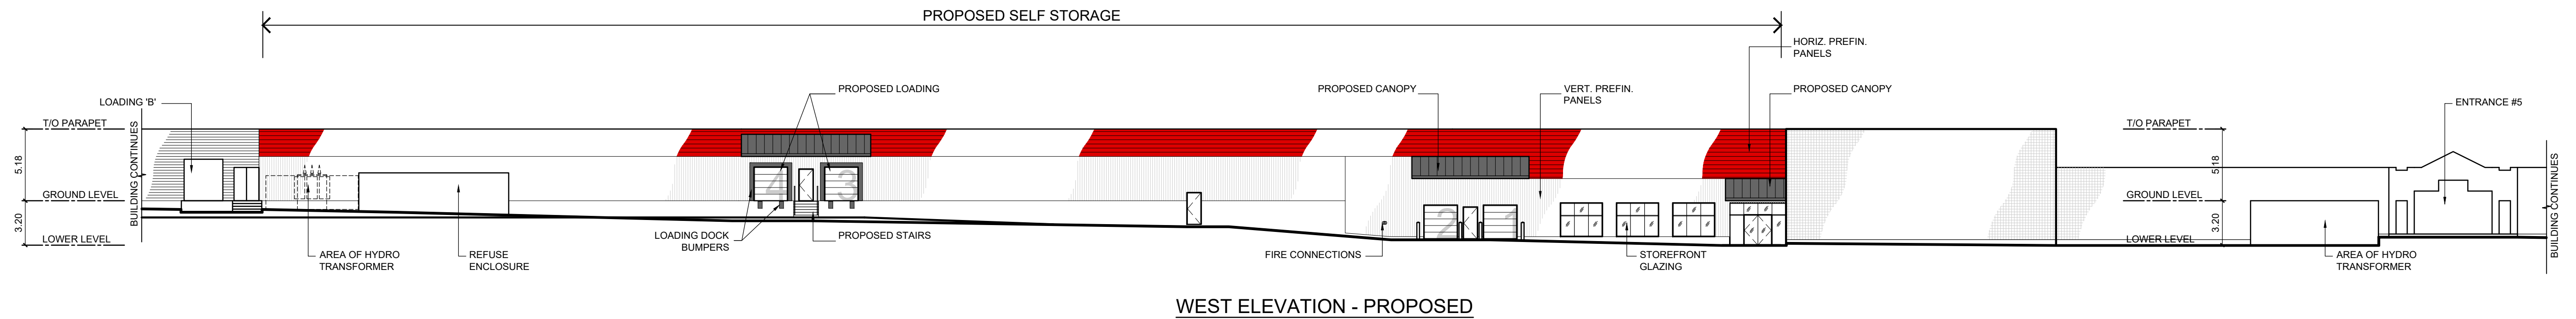 PROPOSED SELF STORAGE
HORIZ. PREFIN.
PANELS
LOADING 'B'
PROPOSED LOADING
PROPOSED CANOPY
VERT. PREFIN.
PANELS
PROPOSED CANOPY
ENTRANCE #5
T/O PARAPET
T/O PARAPET
5.18
BUILDING CONTINUES
5.18
BUILDING CONTINUES
4
3
GROUND LEVEL
GROUND LEVEL
2
1
3.20
3.20
LOWER LEVEL
LOADING DOCK
BUMPERS
PROPOSED STAIRS
LOWER LEVEL
AREA OF HYDRO
TRANSFORMER
REFUSE
ENCLOSURE
FIRE CONNECTIONS
STOREFRONT
GLAZING
AREA OF HYDRO
TRANSFORMER
WEST ELEVATION - PROPOSED